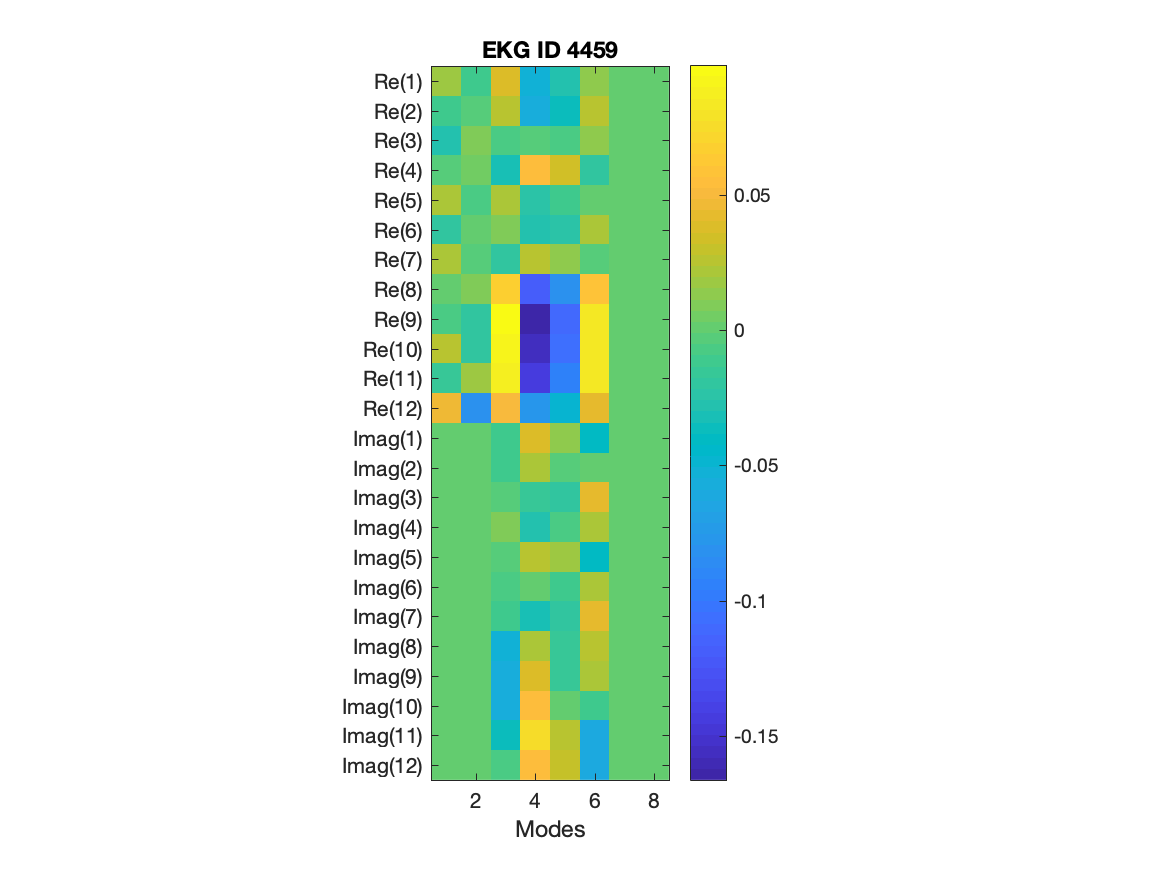 EKG ID 4459
Re(1)
Re(2)
Re(3)
Re(4)
Re(5)
Re(6)
Re(7)
Re(8)
Re(9)
Re(10)
Re(11)
Re(12)
Imag(1)
Imag(2)
Imag(3)
Imag(4)
Imag(5)
Imag(6)
Imag(7)
Imag(8)
Imag(9)
Imag(10)
Imag(11)
Imag(12)
2 4 6 8
Modes
0.05
0
-0.05
-0.1
-0.15